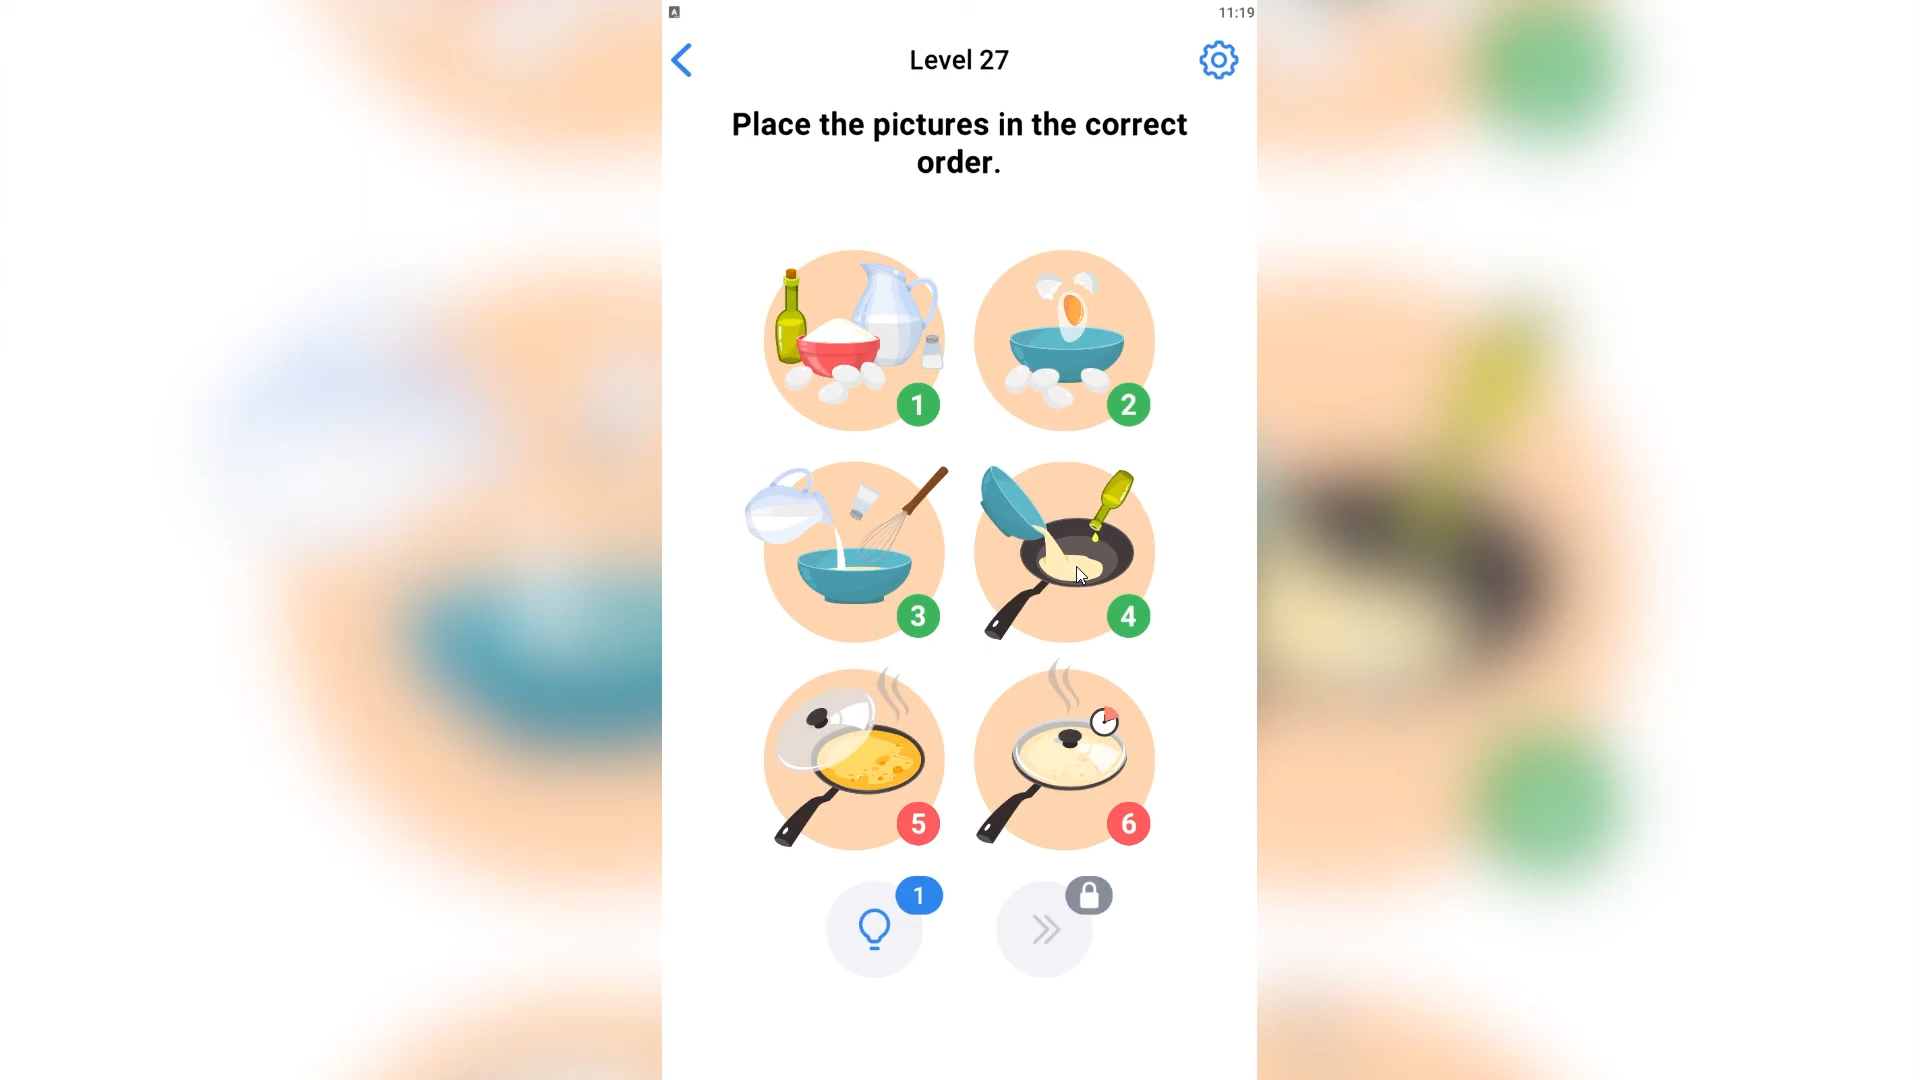 A
11:19
Level 27
Place the pictures in the correct
order.
1
2
3
4
5
6
1